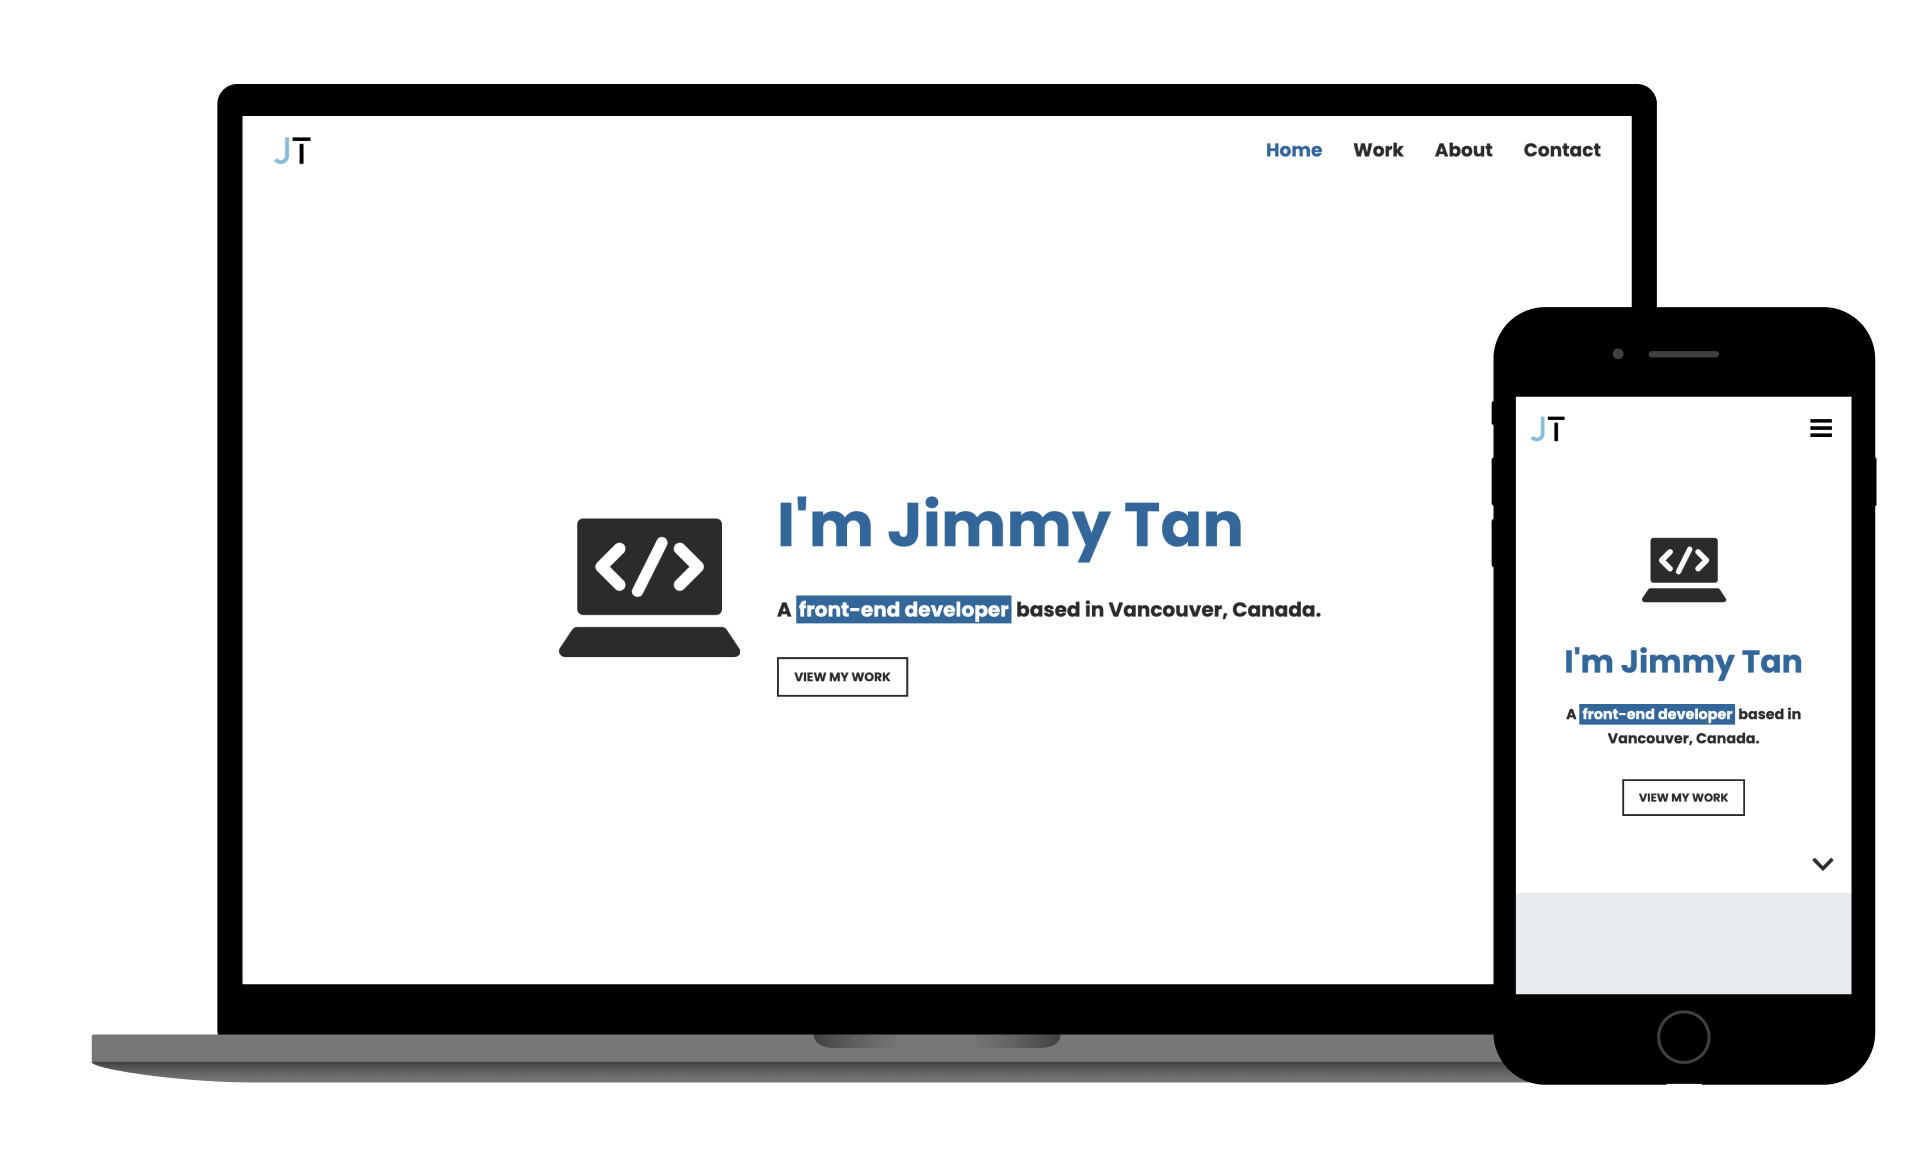 JT
Home Work About Contact
</>
I'm Jimmy Tan
A front-end developer based in Vancouver, Canada.
VIEW MY WORK
JT
</>
I'm Jimmy Tan
A front-end developer based in
Vancouver, Canada.
VIEW MY WORK